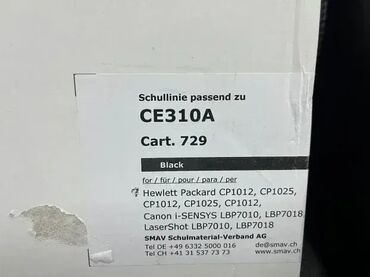 Schullinie passend zu
CE310A
Cart. 729
Black
for / für / pour / para / per
Hewlett Packard CP1012, CP1025,
CP1012, CP1025, CP1012,
Canon i-SENSYS LBP7010, LBP7018
LaserShot LBP7010, LBP7018
SMAV Schulmaterial-Verband AG
Tel DE +49 6332 5000 016 de@smav.ch
Tel CH +41 31 537 73 73 www.smav.ch